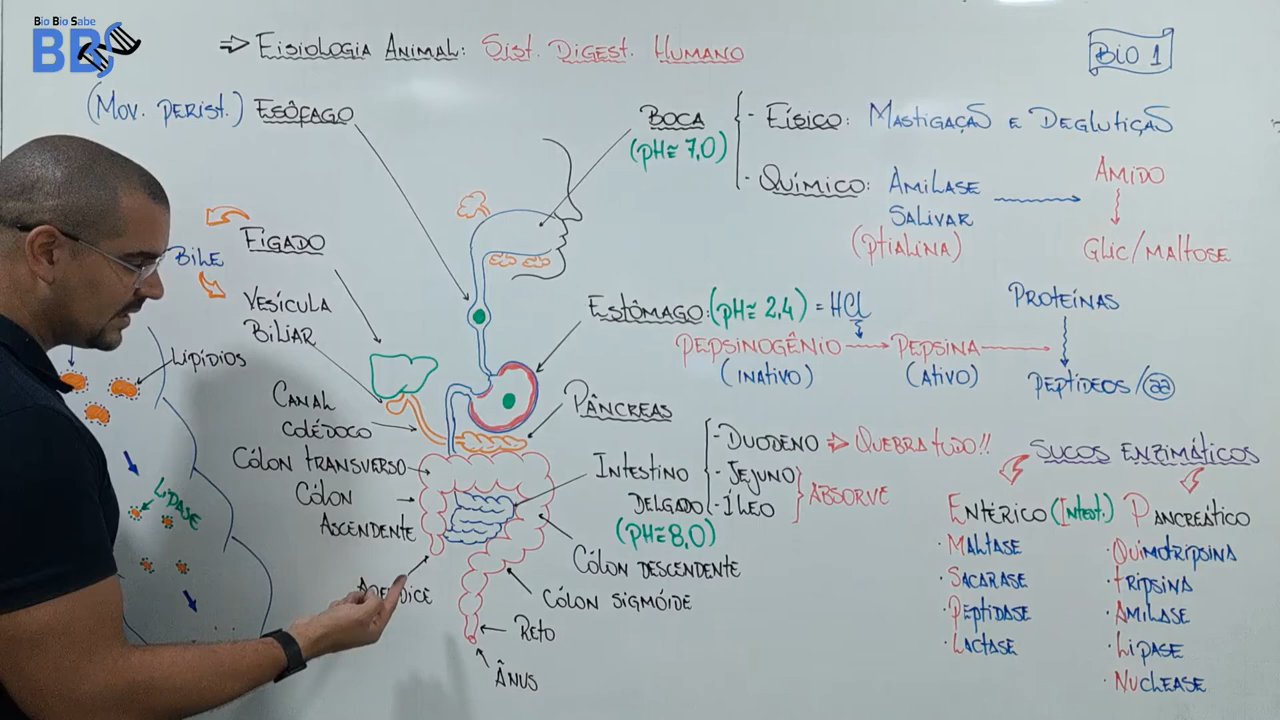 Bio Bio Sabe
BBS
⇒ Fisiologia Animal: Sist. Digest. Humano
Bio 1
(Mov. perist.) Esôfago
Boca
(pH≅ 7,0)
- Físico: Mastigação e Deglutição
- Químico: Amilase
Salivar
(ptialina)
Amido
Glic/Maltose
Fígado
Bile
Vesícula
Biliar
Lipídios
Lipase
Estômago: (pH≅ 2,4) = HCl
Pepsinogênio
(inativo)
Pepsina
(ativo)
Proteínas
Peptídeos/aa
Canal
Colédoco
Pâncreas
Cólon transverso
Cólon
Ascendente
Apêndice
Intestino
Delgado
(pH≅8,0)
- Duodeno ⇒ Quebra tudo!!
- Jejuno
- Íleo
Absorve
Cólon descendente
Cólon sigmóide
Reto
Ânus
Sucos Enzimáticos
Entérico (Intest.)
· Maltase
· Sacarase
· Peptidase
· Lactase
Pancreático
· Quimotripsina
· Tripsina
· Amilase
· Lipase
· Nuclease